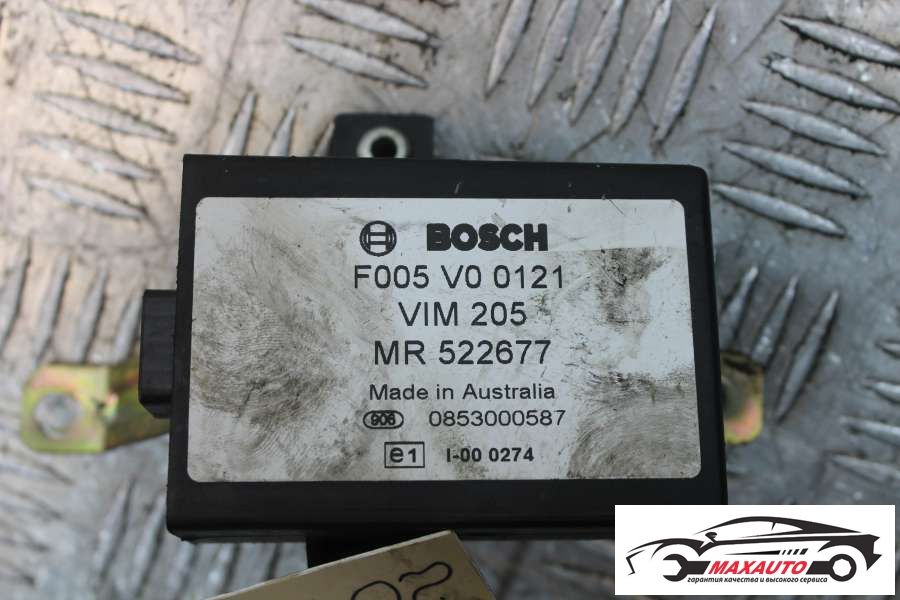 BOSCH
F005 V0 0121
VIM 205
MR 522677
Made in Australia
906 0853000587
e1 I-00 0274
MAXAUTO
гарантия качества и высокого сервиса